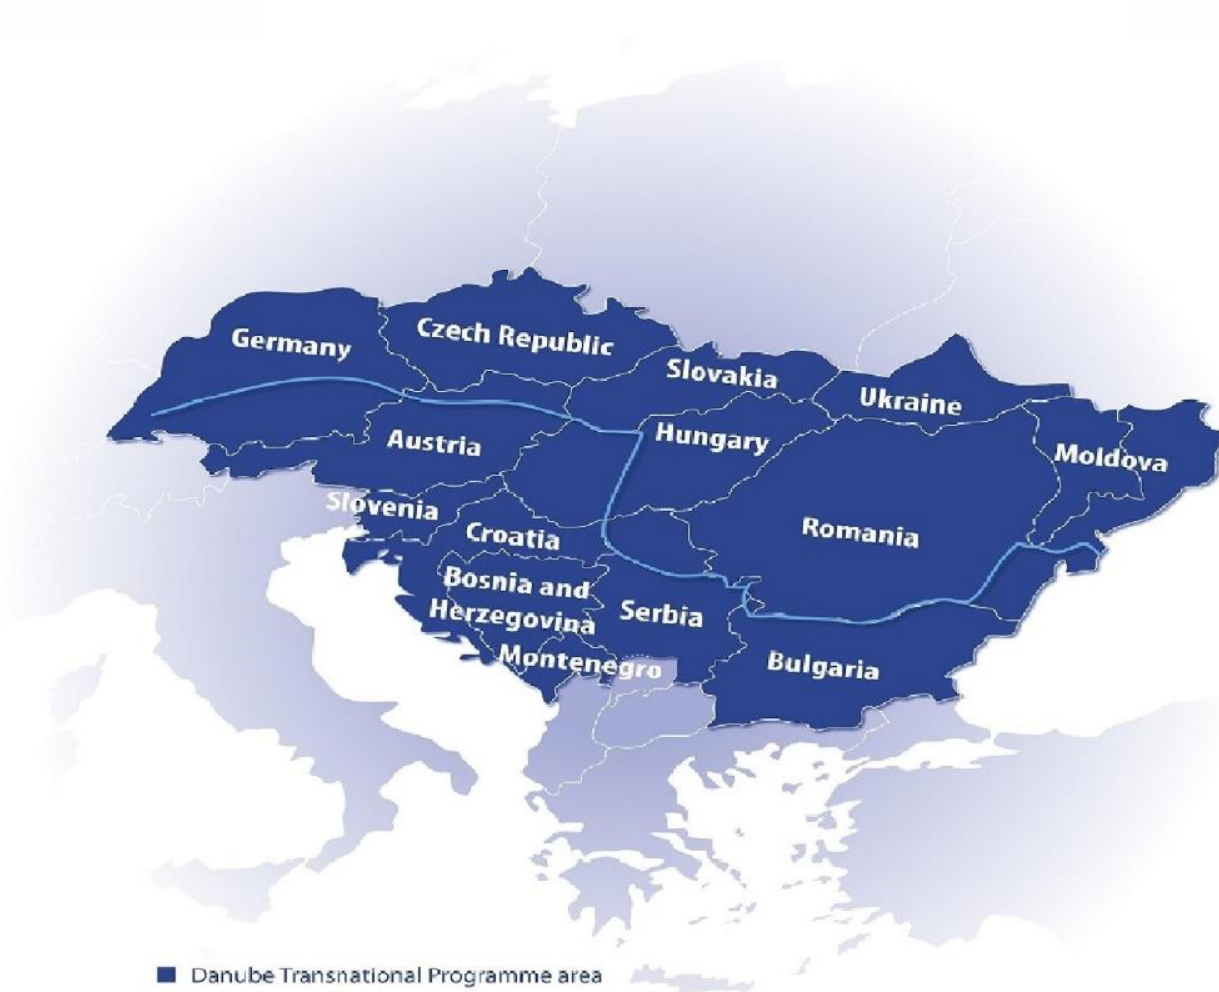 Germany
Czech Republic
Slovakia
Ukraine
Austria
Hungary
Moldova
Slovenia
Croatia
Romania
Bosnia and
Herzegovina
Serbia
Montenegro
Bulgaria
Danube Transnational Programme area